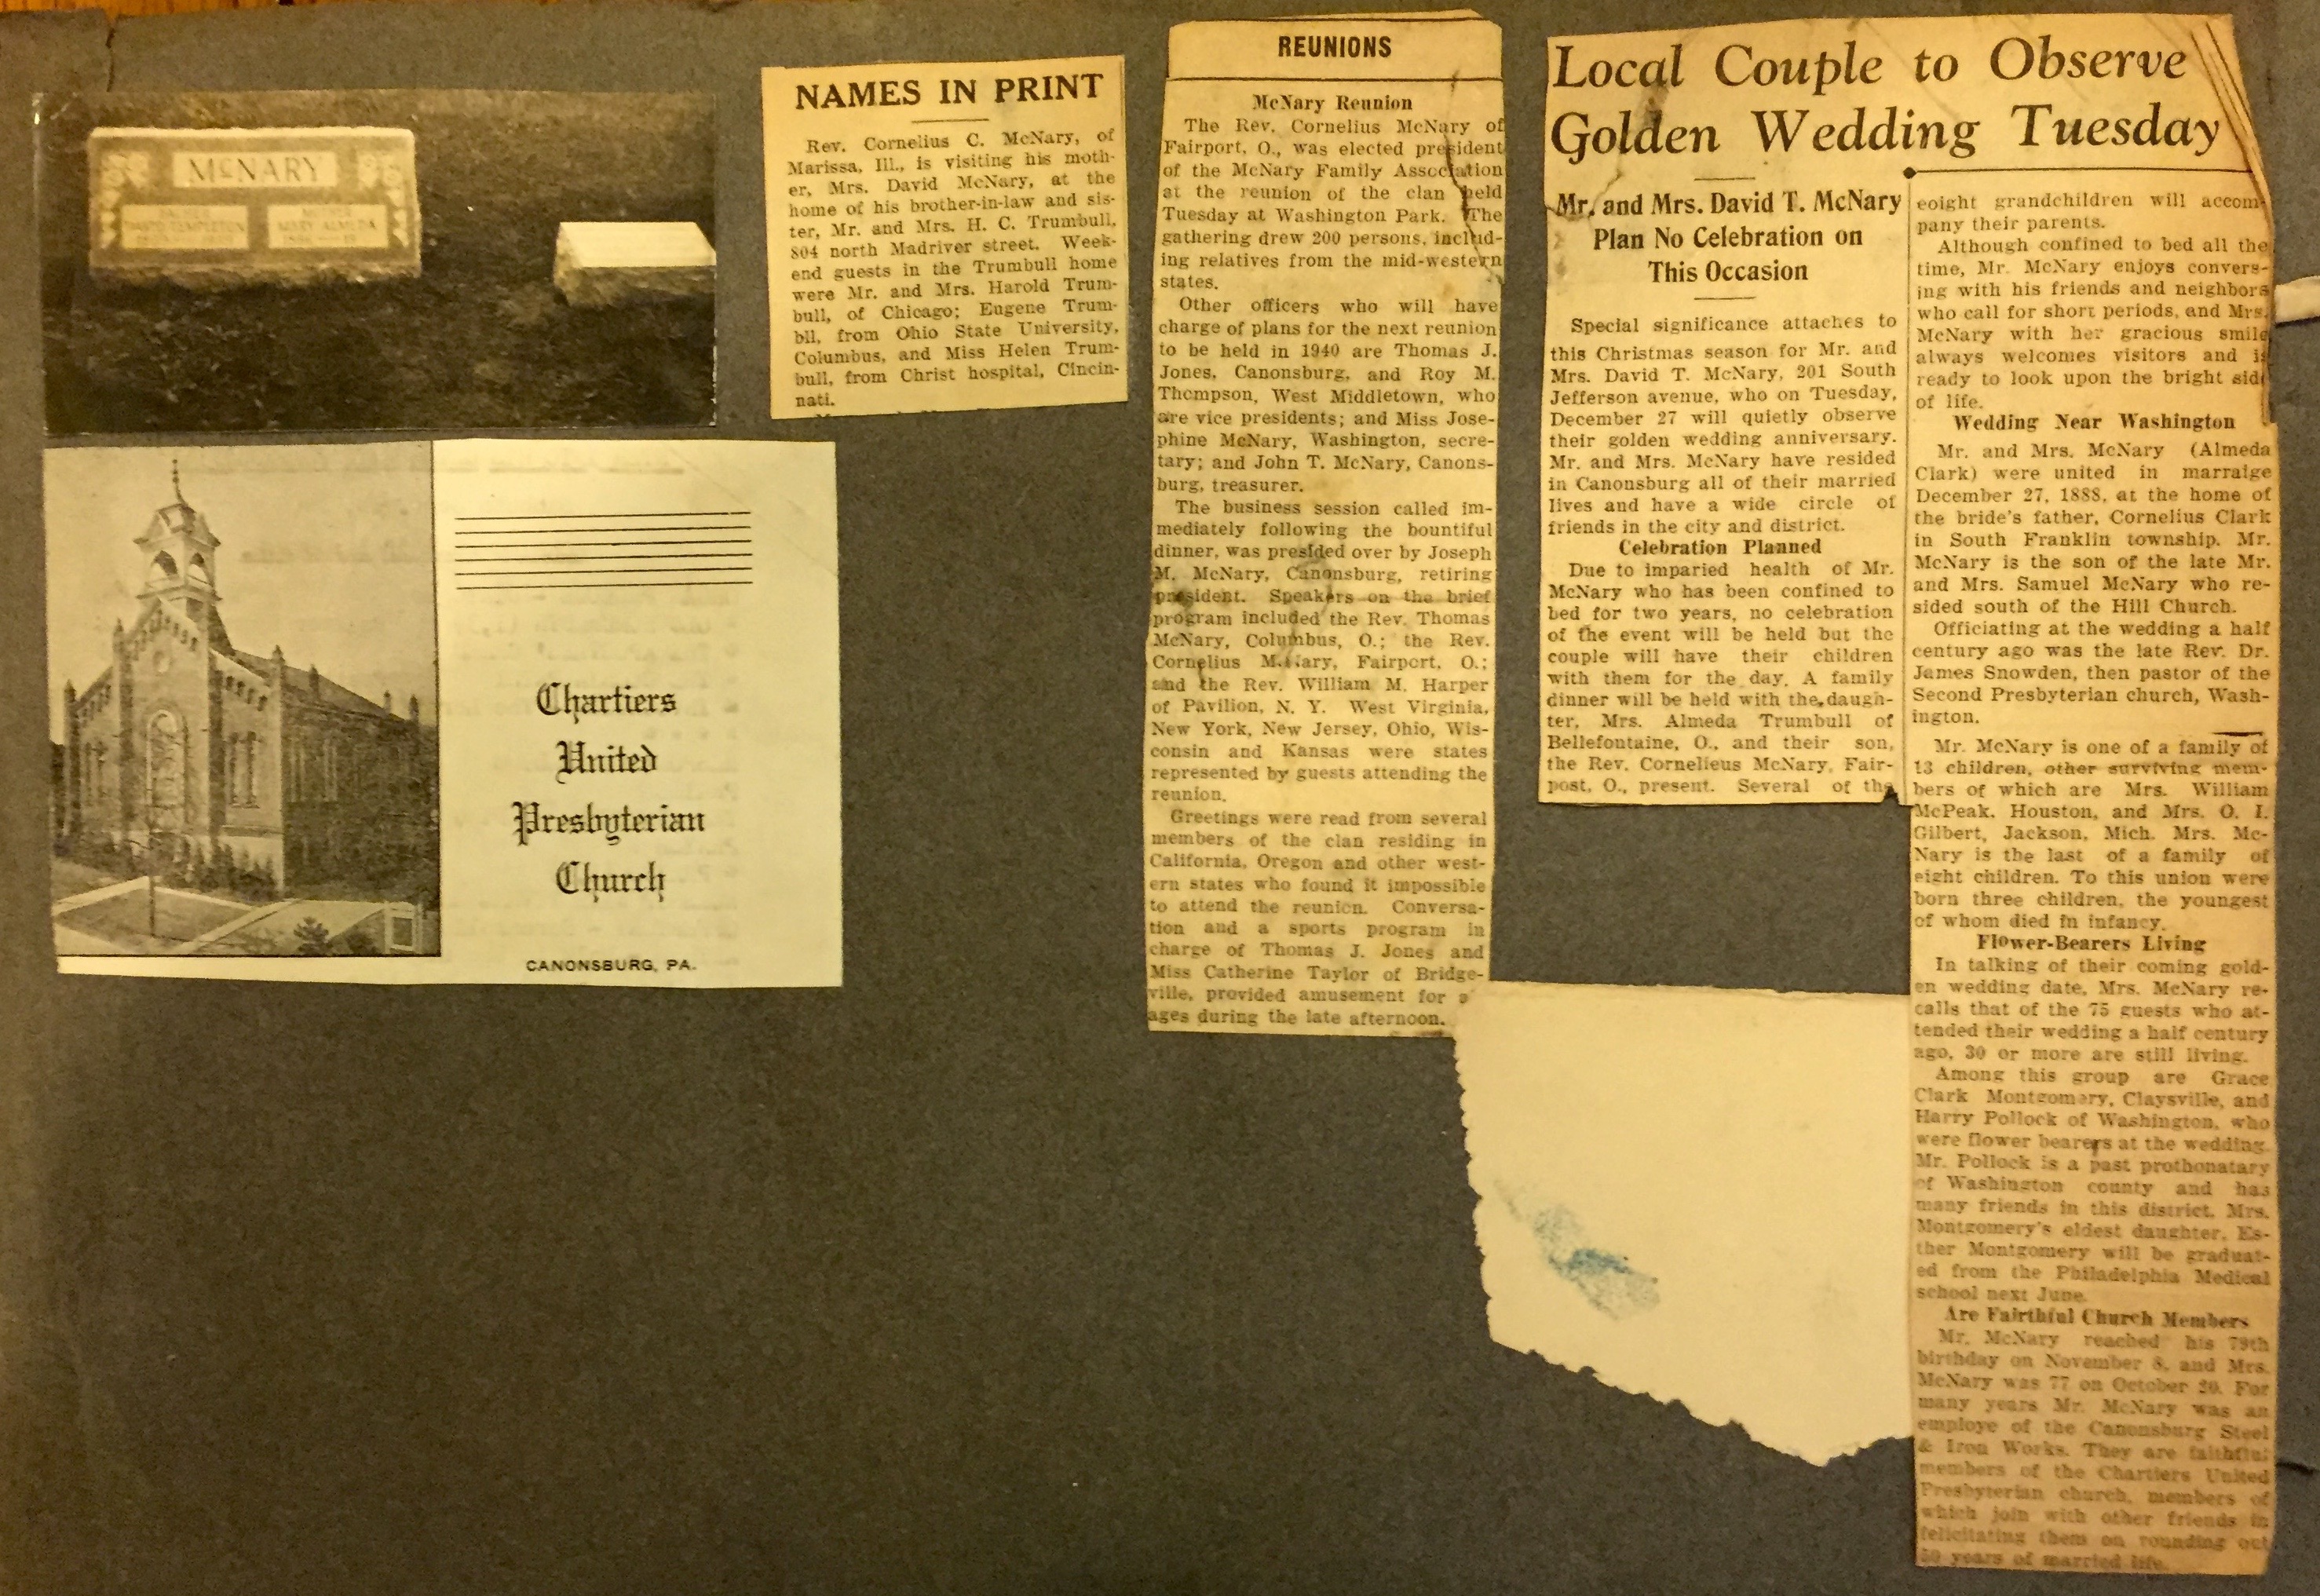 McNARY
FATHER
DAVID TEMPLETON
MOTHER
MARY ALMEDA
Chartiers
United
Presbyterian
Church
CANONSBURG, PA.
NAMES IN PRINT
Rev. Cornelius C. McNary, of
Marissa, Ill., is visiting his moth-
er, Mrs. David McNary, at the
home of his brother-in-law and sis-
ter, Mr. and Mrs. H. C. Trumbull,
804 north Madriver street. Week-
end guests in the Trumbull home
were Mr. and Mrs. Harold Trum-
bull, of Chicago; Eugene Trum-
bll, from Ohio State University,
Columbus, and Miss Helen Trum-
bull, from Christ hospital, Cincin-
nati.
REUNIONS
McNary Reunion
The Rev. Cornelius McNary of
Fairport, O., was elected president
of the McNary Family Association
at the reunion of the clan held
Tuesday at Washington Park. The
gathering drew 200 persons, includ-
ing relatives from the mid-western
states.
Other officers who will have
charge of plans for the next reunion
to be held in 1940 are Thomas J.
Jones, Canonsburg, and Roy M.
Thompson, West Middletown, who
are vice presidents; and Miss Jose-
phine McNary, Washington, secre-
tary; and John T. McNary, Canons-
burg, treasurer.
The business session called im-
mediately following the bountiful
dinner, was presided over by Joseph
M. McNary, Canonsburg, retiring
president. Speakers on the brief
program included the Rev. Thomas
McNary, Columbus, O.; the Rev.
Cornelius McNary, Fairport, O.;
and the Rev. William M. Harper
of Pavilion, N. Y. West Virginia,
New York, New Jersey, Ohio, Wis-
consin and Kansas were states
represented by guests attending the
reunion.
Greetings were read from several
members of the clan residing in
California, Oregon and other west-
ern states who found it impossible
to attend the reunion. Conversa-
tion and a sports program in
charge of Thomas J. Jones and
Miss Catherine Taylor of Bridge-
ville, provided amusement for a
ages during the late afternoon.
Local Couple to Observe
Golden Wedding Tuesday
Mr. and Mrs. David T. McNary
Plan No Celebration on
This Occasion
Special significance attaches to
this Christmas season for Mr. and
Mrs. David T. McNary, 201 South
Jefferson avenue, who on Tuesday,
December 27 will quietly observe
their golden wedding anniversary.
Mr. and Mrs. McNary have resided
in Canonsburg all of their married
lives and have a wide circle of
friends in the city and district.
Celebration Planned
Due to imparied health of Mr.
McNary who has been confined to
bed for two years, no celebration
of the event will be held but the
couple will have their children
with them for the day. A family
dinner will be held with the daugh-
ter, Mrs. Almeda Trumbull of
Bellefontaine, O., and their son,
the Rev. Cornelieus McNary, Fair-
post, O., present. Several of the
eoight grandchildren will accom-
pany their parents.
Although confined to bed all the
time, Mr. McNary enjoys convers-
ing with his friends and neighbors
who call for short periods, and Mrs.
McNary with her gracious smile
always welcomes visitors and is
ready to look upon the bright side
of life.
Wedding Near Washington
Mr. and Mrs. McNary (Almeda
Clark) were united in marraige
December 27, 1888, at the home of
the bride's father, Cornelius Clark
in South Franklin township. Mr.
McNary is the son of the late Mr.
and Mrs. Samuel McNary who re-
sided south of the Hill Church.
Officiating at the wedding a half
century ago was the late Rev. Dr.
James Snowden, then pastor of the
Second Presbyterian church, Wash-
ington.
Mr. McNary is one of a family of
13 children, other surviving mem-
bers of which are Mrs. William
McPeak, Houston, and Mrs. O. I.
Gilbert, Jackson, Mich. Mrs. Mc-
Nary is the last of a family of
eight children. To this union were
born three children, the youngest
of whom died in infancy.
Flower-Bearers Living
In talking of their coming gold-
en wedding date, Mrs. McNary re-
calls that of the 75 guests who at-
tended their wedding a half century
ago, 30 or more are still living.
Among this group are Grace
Clark Montgomery, Claysville, and
Harry Pollock of Washington, who
were flower bearers at the wedding.
Mr. Pollock is a past prothonatary
of Washington county and has
many friends in this district. Mrs.
Montgomery's eldest daughter, Es-
ther Montgomery will be graduat-
ed from the Philadelphia Medical
school next June.
Are Fairthful Church Members
Mr. McNary reached his 79th
birthday on November 8, and Mrs.
McNary was 77 on October 20. For
many years Mr. McNary was an
employe of the Canonsburg Steel
& Iron Works. They are faithful
members of the Chartiers United
Presbyterian church, members of
which join with other friends in
felicitating them on rounding out
50 years of married life.